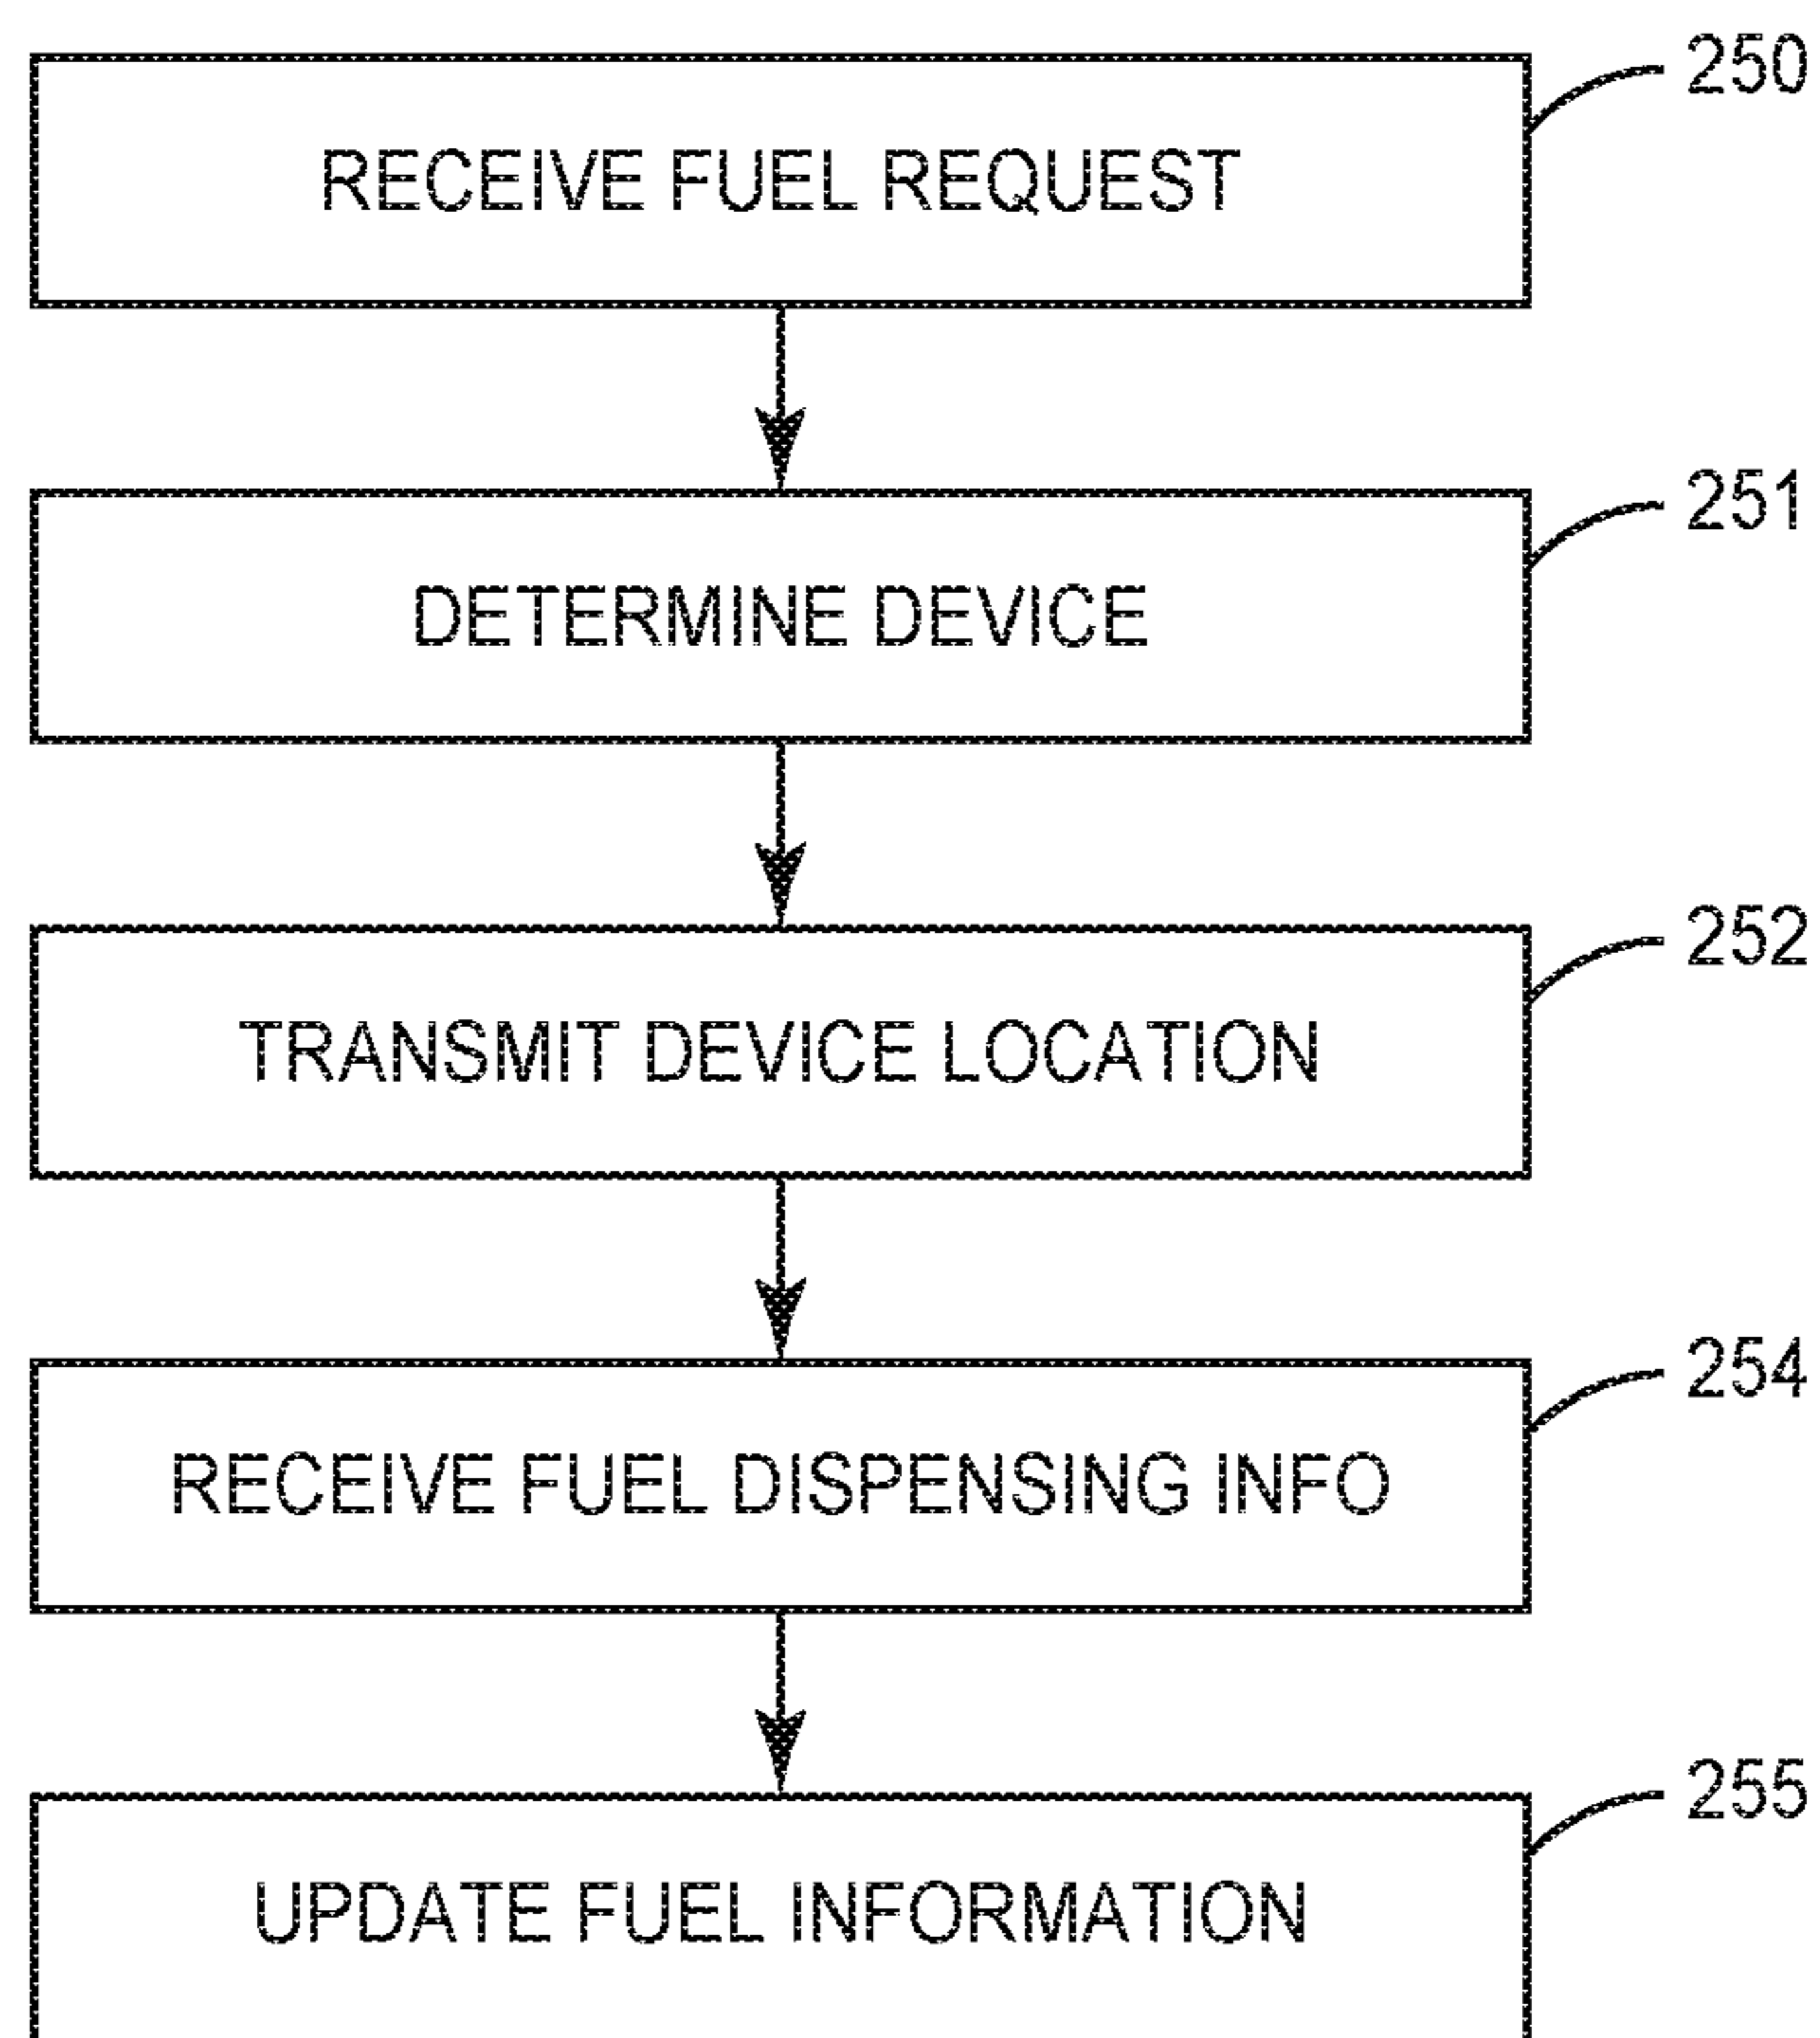 250
RECEIVE FUEL REQUEST
251
DETERMINE DEVICE
252
TRANSMIT DEVICE LOCATION
254
RECEIVE FUEL DISPENSING INFO
255
UPDATE FUEL INFORMATION